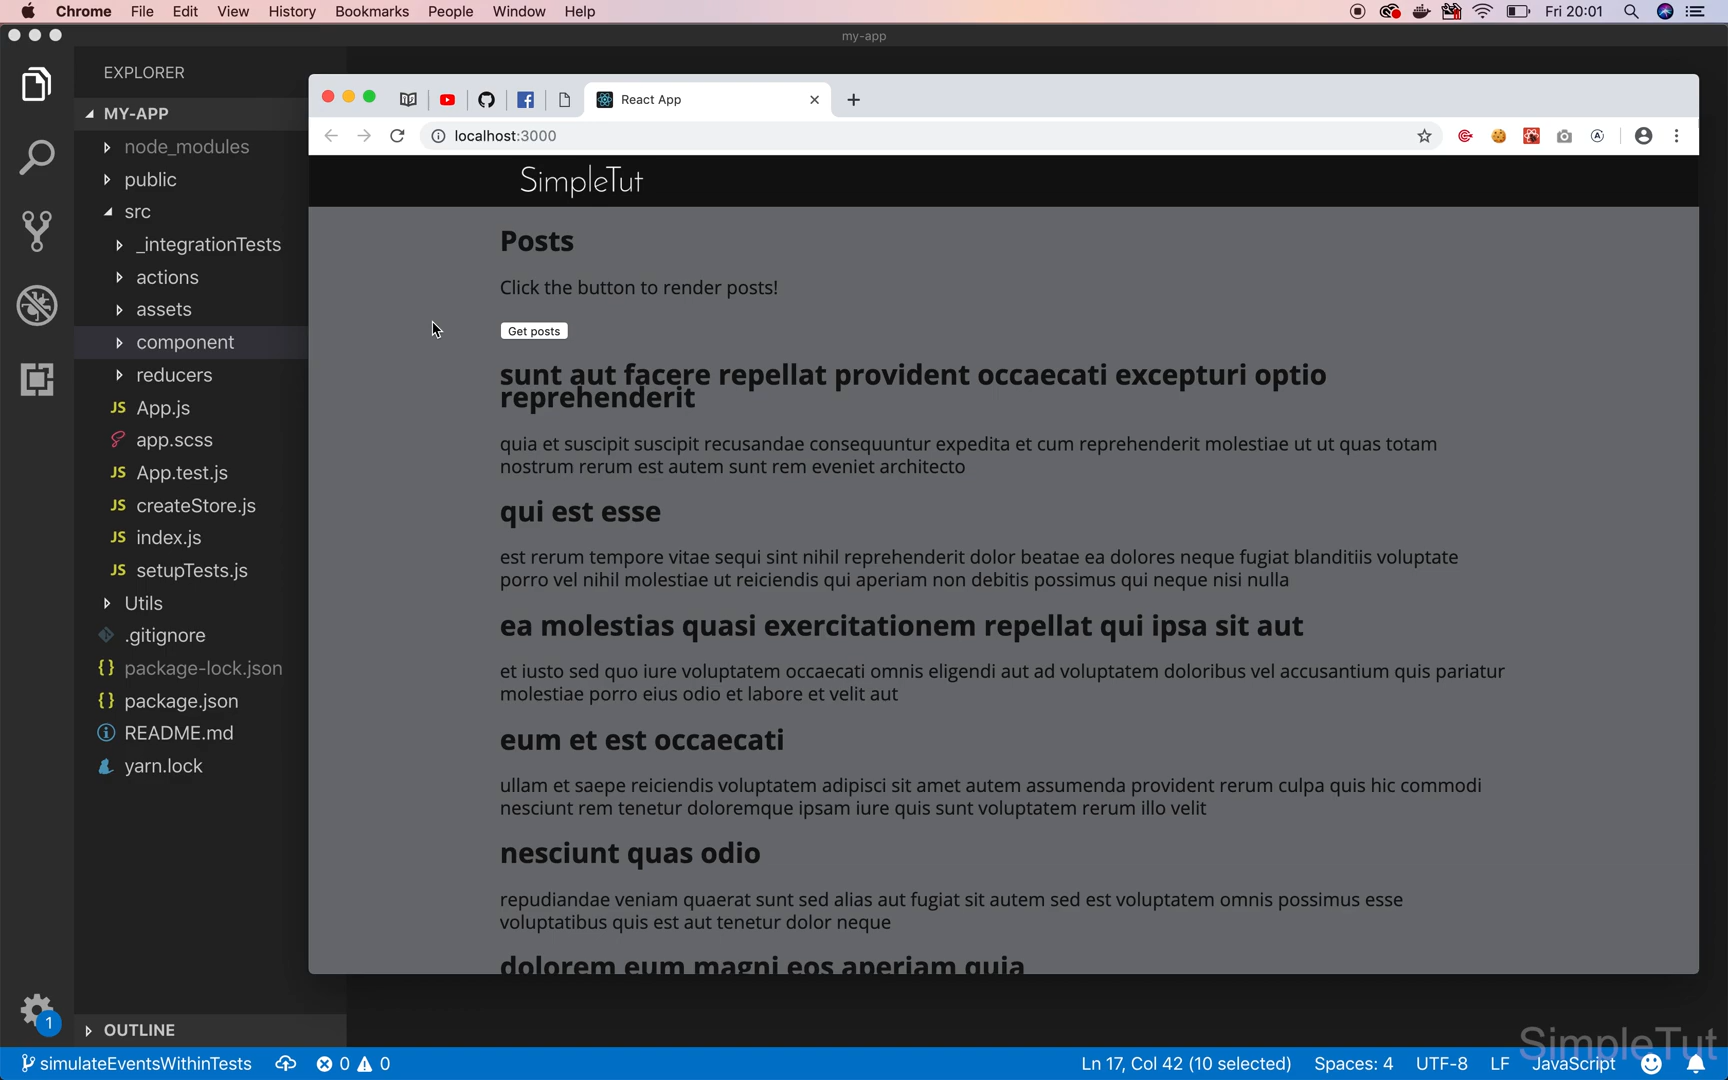 Chrome File Edit View History Bookmarks People Window Help Fri 20:01
my-app
EXPLORER
MY-APP
node_modules
public
src
_integrationTests
actions
assets
component
reducers
JS App.js
app.scss
JS App.test.js
JS createStore.js
JS index.js
JS setupTests.js
Utils
.gitignore
{} package-lock.json
{} package.json
README.md
yarn.lock
OUTLINE
1
React App
localhost:3000
SimpleTut
Posts
Click the button to render posts!
Get posts
sunt aut facere repellat provident occaecati excepturi optio
reprehenderit
quia et suscipit suscipit recusandae consequuntur expedita et cum reprehenderit molestiae ut ut quas totam
nostrum rerum est autem sunt rem eveniet architecto
qui est esse
est rerum tempore vitae sequi sint nihil reprehenderit dolor beatae ea dolores neque fugiat blanditiis voluptate
porro vel nihil molestiae ut reiciendis qui aperiam non debitis possimus qui neque nisi nulla
ea molestias quasi exercitationem repellat qui ipsa sit aut
et iusto sed quo iure voluptatem occaecati omnis eligendi aut ad voluptatem doloribus vel accusantium quis pariatur
molestiae porro eius odio et labore et velit aut
eum et est occaecati
ullam et saepe reiciendis voluptatem adipisci sit amet autem assumenda provident rerum culpa quis hic commodi
nesciunt rem tenetur doloremque ipsam iure quis sunt voluptatem rerum illo velit
nesciunt quas odio
repudiandae veniam quaerat sunt sed alias aut fugiat sit autem sed est voluptatem omnis possimus esse
voluptatibus quis est aut tenetur dolor neque
dolorem eum magni eos aperiam quia
SimpleTut
simulateEventsWithinTests 0 0 Ln 17, Col 42 (10 selected) Spaces: 4 UTF-8 LF JavaScript